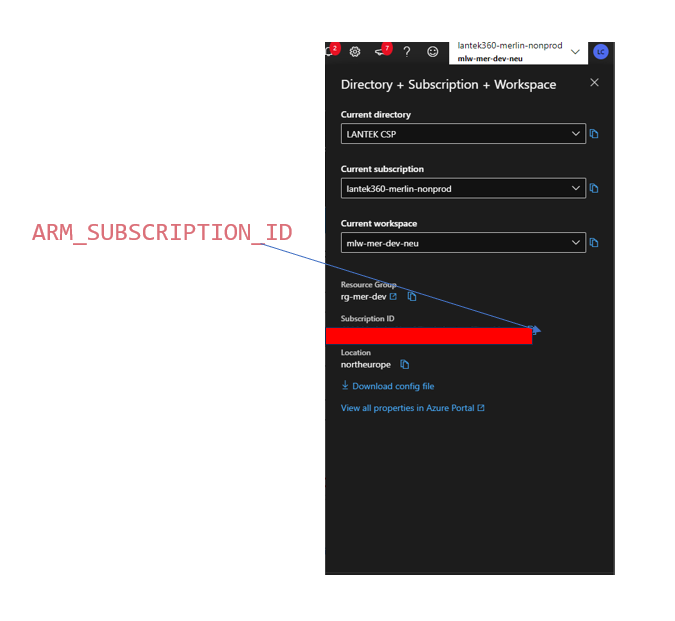 2
7
?
lantek360-merlin-nonprod
mlw-mer-dev-neu
LC
Directory + Subscription + Workspace
Current directory
LANTEK CSP
Current subscription
lantek360-merlin-nonprod
Current workspace
mlw-mer-dev-neu
ARM_SUBSCRIPTION_ID
Resource Group
rg-mer-dev
Subscription ID
Location
northeurope
Download config file
View all properties in Azure Portal